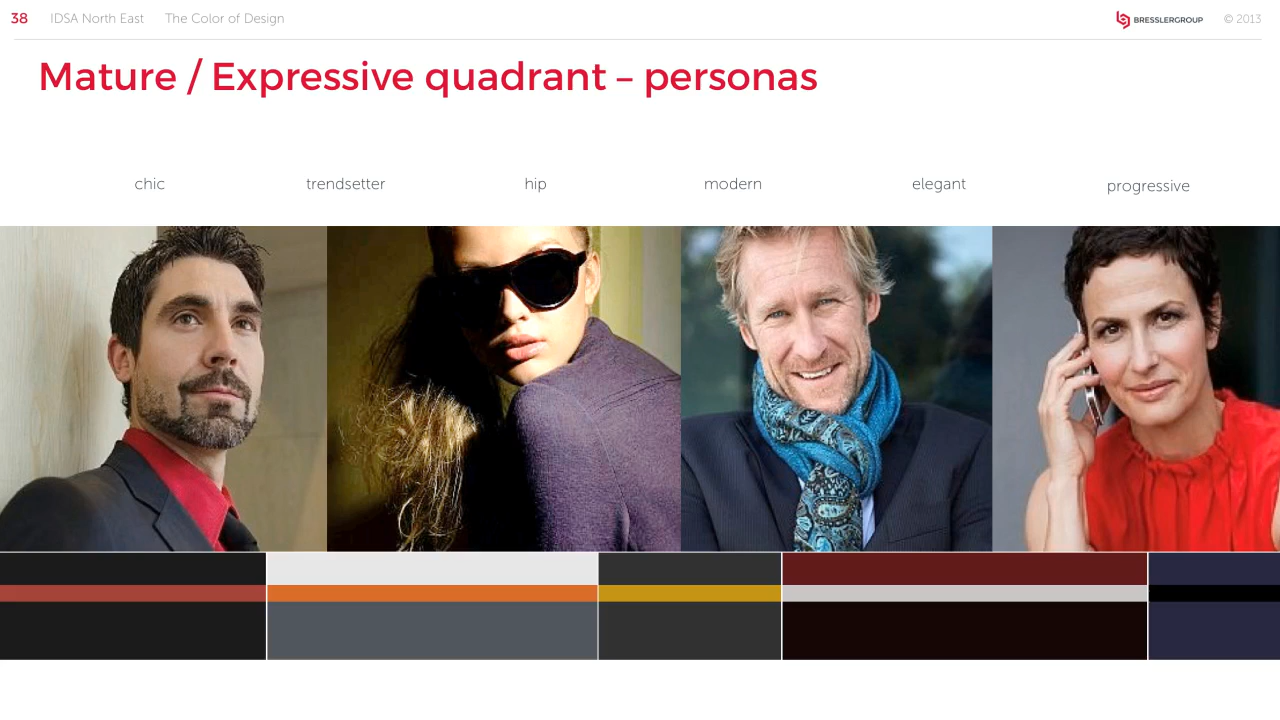 38 IDSA North East The Color of Design BRESSLERGROUP © 2013
Mature / Expressive quadrant – personas
chic trendsetter hip modern elegant progressive